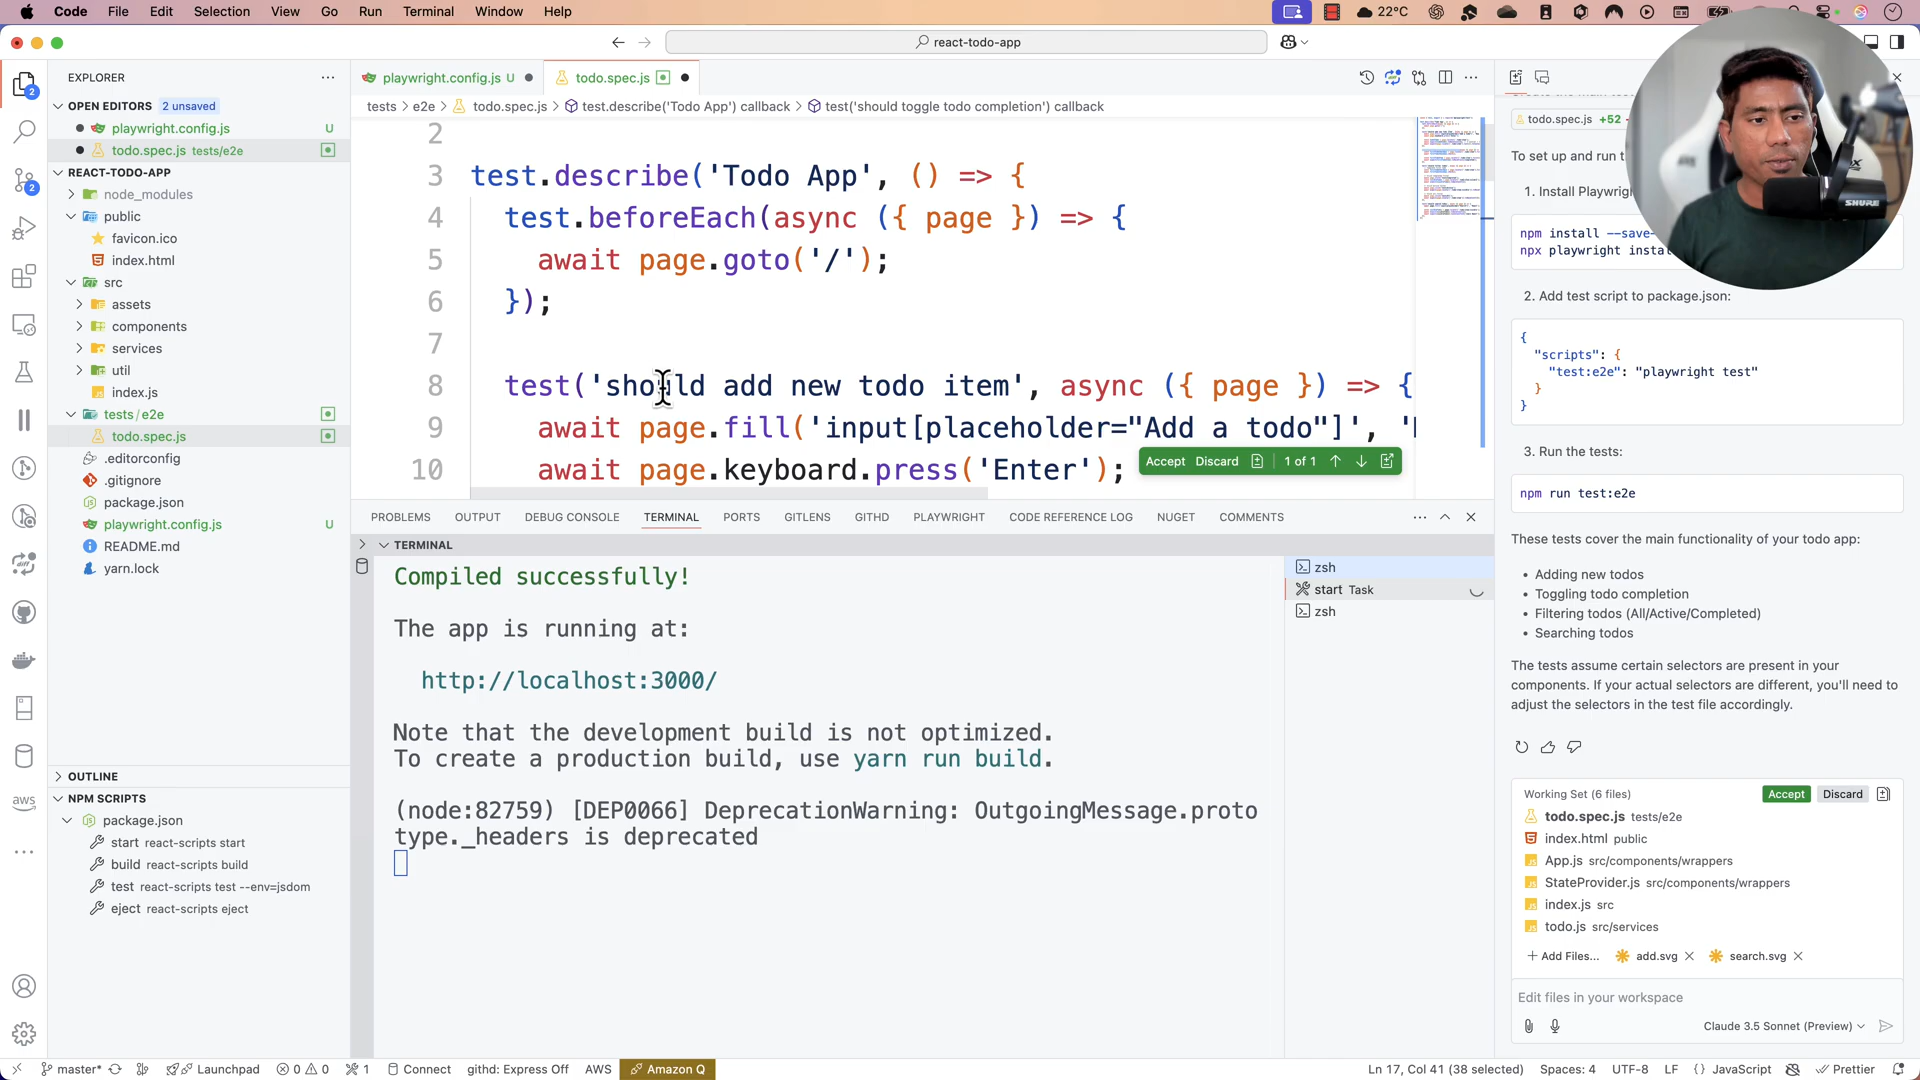 Code File Edit Selection View Go Run Terminal Window Help
22°C
react-todo-app
EXPLORER
OPEN EDITORS 2 unsaved
playwright.config.js U
todo.spec.js tests/e2e
REACT-TODO-APP
node_modules
public
favicon.ico
index.html
src
assets
components
services
util
index.js
tests/e2e
todo.spec.js
.editorconfig
.gitignore
package.json
playwright.config.js U
README.md
yarn.lock
OUTLINE
NPM SCRIPTS
package.json
start react-scripts start
build react-scripts build
test react-scripts test --env=jsdom
eject react-scripts eject
playwright.config.js U
todo.spec.js
tests > e2e > todo.spec.js > test.describe('Todo App') callback > test('should toggle todo completion') callback
2
3 test.describe('Todo App', () => {
4 test.beforeEach(async ({ page }) => {
5 await page.goto('/');
6 });
7
8 test('should add new todo item', async ({ page }) => {
9 await page.fill('input[placeholder="Add a todo"]', '
10 await page.keyboard.press('Enter');
Accept Discard 1 of 1
PROBLEMS OUTPUT DEBUG CONSOLE TERMINAL PORTS GITLENS GITHD PLAYWRIGHT CODE REFERENCE LOG NUGET COMMENTS
TERMINAL
Compiled successfully!
The app is running at:
http://localhost:3000/
Note that the development build is not optimized.
To create a production build, use yarn run build.
(node:82759) [DEP0066] DeprecationWarning: OutgoingMessage.proto
type._headers is deprecated
zsh
start Task
zsh
todo.spec.js +52
To set up and run t
1. Install Playwrig
npm install --save-
npx playwright instal
2. Add test script to package.json:
{
"scripts": {
"test:e2e": "playwright test"
}
}
3. Run the tests:
npm run test:e2e
These tests cover the main functionality of your todo app:
• Adding new todos
• Toggling todo completion
• Filtering todos (All/Active/Completed)
• Searching todos
The tests assume certain selectors are present in your
components. If your actual selectors are different, you'll need to
adjust the selectors in the test file accordingly.
Working Set (6 files) Accept Discard
todo.spec.js tests/e2e
index.html public
App.js src/components/wrappers
StateProvider.js src/components/wrappers
index.js src
todo.js src/services
+ Add Files... add.svg search.svg
Edit files in your workspace
Claude 3.5 Sonnet (Preview)
SHURE
2
2
master* Launchpad 0 0 1 Connect githd: Express Off AWS Amazon Q Ln 17, Col 41 (38 selected) Spaces: 4 UTF-8 LF {} JavaScript Prettier
aws